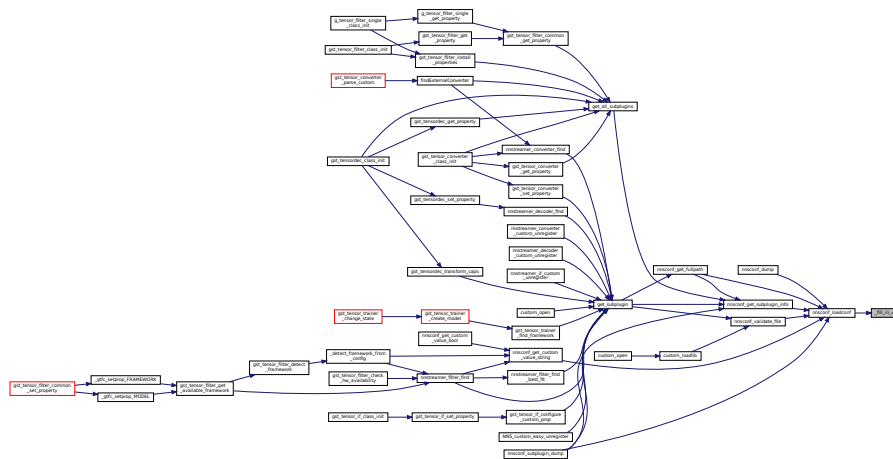 g_tensor_filter_single
_class_init
g_tensor_filter_single
_get_property
gst_tensor_filter_class_init
gst_tensor_filter_get
_property
gst_tensor_filter_common
_get_property
gst_tensor_filter_install
_properties
gst_tensor_converter
_parse_custom
findExternalConverter
get_all_subplugins
gst_tensordec_get_property
gst_tensordec_class_init
gst_tensor_converter
_class_init
nnstreamer_converter_find
gst_tensor_converter
_get_property
gst_tensor_converter
_set_property
gst_tensordec_set_property
nnstreamer_decoder_find
nnstreamer_converter
_custom_unregister
nnstreamer_decoder
_custom_unregister
gst_tensordec_transform_caps
nnstreamer_if_custom
_unregister
nnsconf_get_fullpath
nnsconf_dump
get_subplugin
nnsconf_get_subplugin_info
custom_open
nnsconf_loadconf
gst_tensor_trainer
_change_state
gst_tensor_trainer
_create_model
gst_tensor_trainer
_find_framework
nnsconf_validate_file
nnsconf_get_custom
_value_bool
nnsconf_get_custom
_value_string
custom_open
custom_loadlib
_detect_framework_from
_config
gst_tensor_filter_detect
_framework
gst_tensor_filter_check
_hw_availability
nnstreamer_filter_find
nnstreamer_filter_find
_best_fit
gst_tensor_filter_common
_set_property
_gtfc_setprop_FRAMEWORK
_gtfc_setprop_MODEL
gst_tensor_filter_get
_available_framework
gst_tensor_if_class_init
gst_tensor_if_set_property
gst_tensor_if_configure
_custom_prop
NNS_custom_easy_unregister
nnsconf_subplugin_dump